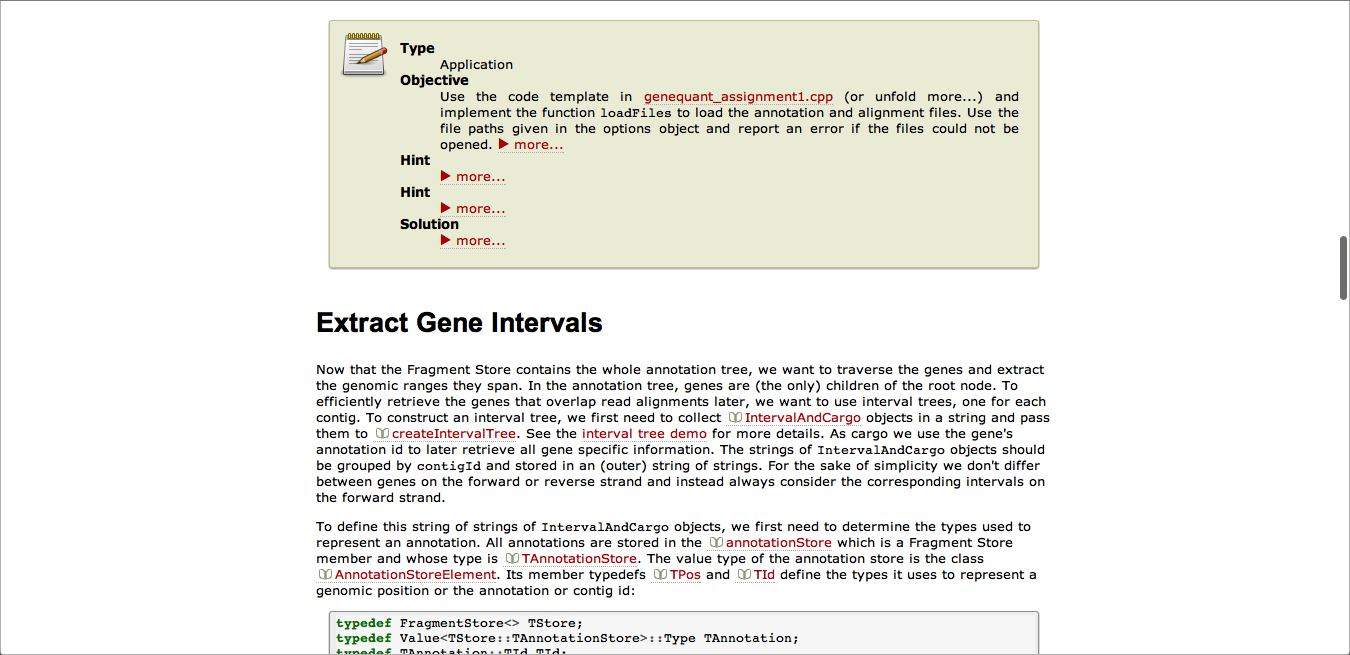 Type
Application
Objective
Use the code template in genequant_assignment1.cpp (or unfold more...) and
implement the function loadFiles to load the annotation and alignment files. Use the
file paths given in the options object and report an error if the files could not be
opened. ▶ more...
Hint
▶ more...
Hint
▶ more...
Solution
▶ more...
Extract Gene Intervals
Now that the Fragment Store contains the whole annotation tree, we want to traverse the genes and extract
the genomic ranges they span. In the annotation tree, genes are (the only) children of the root node. To
efficiently retrieve the genes that overlap read alignments later, we want to use interval trees, one for each
contig. To construct an interval tree, we first need to collect IntervalAndCargo objects in a string and pass
them to createIntervalTree. See the interval tree demo for more details. As cargo we use the gene's
annotation id to later retrieve all gene specific information. The strings of IntervalAndCargo objects should
be grouped by contigId and stored in an (outer) string of strings. For the sake of simplicity we don't differ
between genes on the forward or reverse strand and instead always consider the corresponding intervals on
the forward strand.
To define this string of strings of IntervalAndCargo objects, we first need to determine the types used to
represent an annotation. All annotations are stored in the annotationStore which is a Fragment Store
member and whose type is TAnnotationStore. The value type of the annotation store is the class
AnnotationStoreElement. Its member typedefs TPos and TId define the types it uses to represent a
genomic position or the annotation or contig id:
typedef FragmentStore<> TStore;
typedef Value<TStore::TAnnotationStore>::Type TAnnotation;
typedef TAnnotation::TId TId;